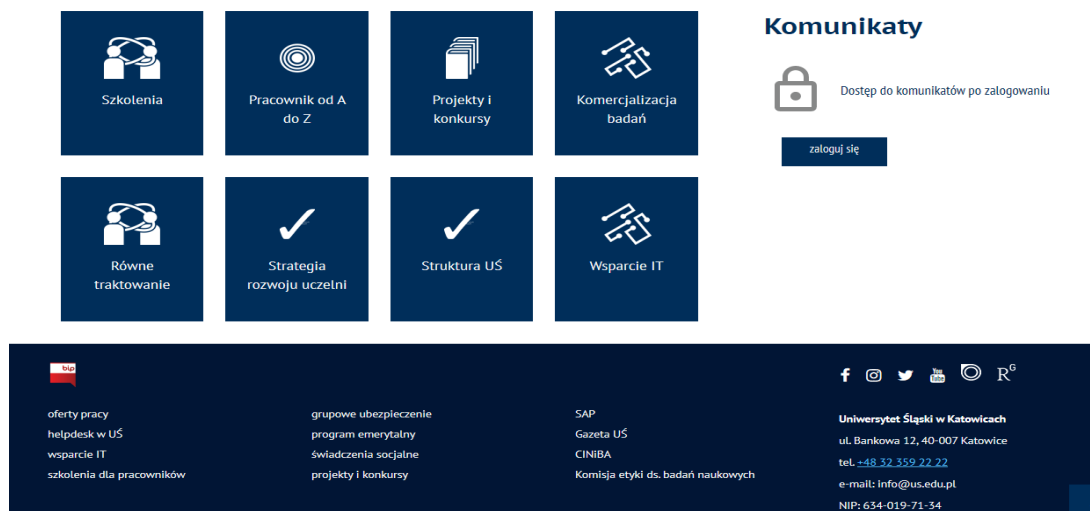 Komunikaty
Dostęp do komunikatów po zalogowaniu
zaloguj się
Szkolenia
Pracownik od A
do Z
Projekty i
konkursy
Komercjalizacja
badań
Równe
traktowanie
Strategia
rozwoju uczelni
Struktura UŚ
Wsparcie IT
bip
oferty pracy
helpdesk w UŚ
wsparcie IT
szkolenia dla pracowników
grupowe ubezpieczenie
program emerytalny
świadczenia socjalne
projekty i konkursy
SAP
Gazeta UŚ
CINiBA
Komisja etyki ds. badań naukowych
f
You
Tube
RG
Uniwersytet Śląski w Katowicach
ul. Bankowa 12, 40-007 Katowice
tel. +48 32 359 22 22
e-mail: info@us.edu.pl
NIP: 634-019-71-34